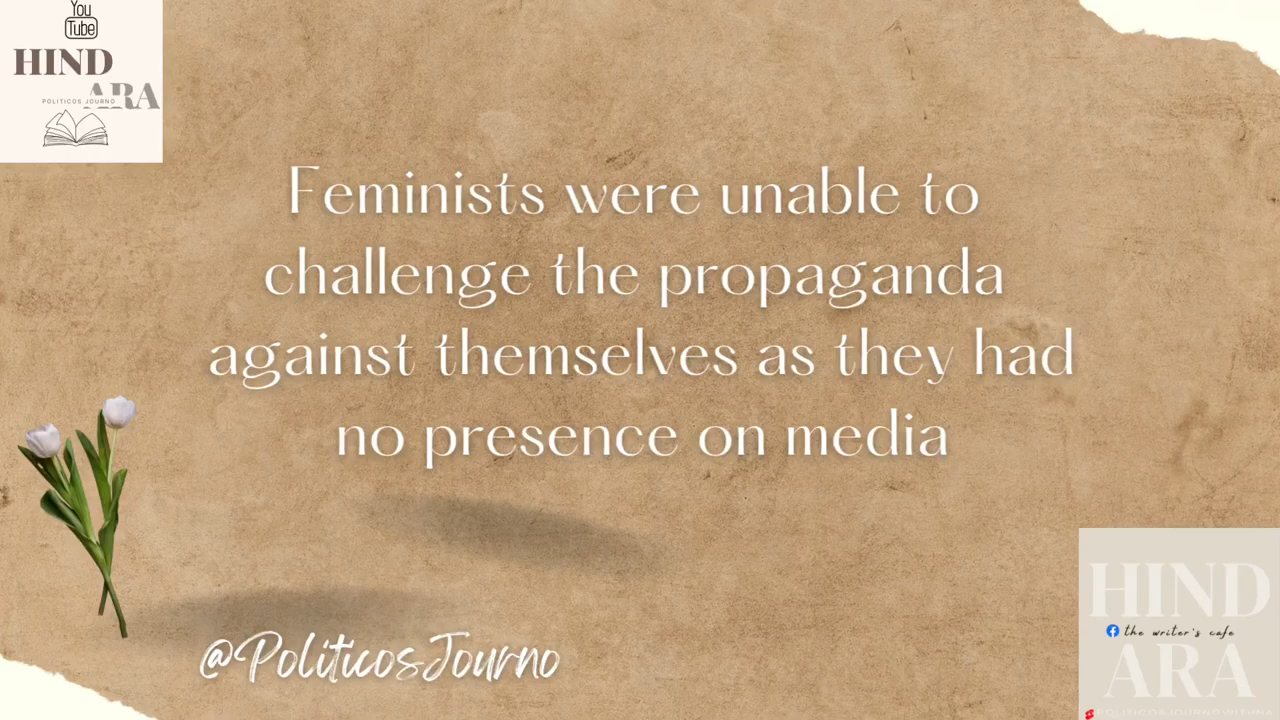 You
Tube
HIND
ARA
POLITICOS JOURNO
Feminists were unable to
challenge the propaganda
against themselves as they had
no presence on media
@PoliticosJourno
HIND
the writer's cafe
ARA